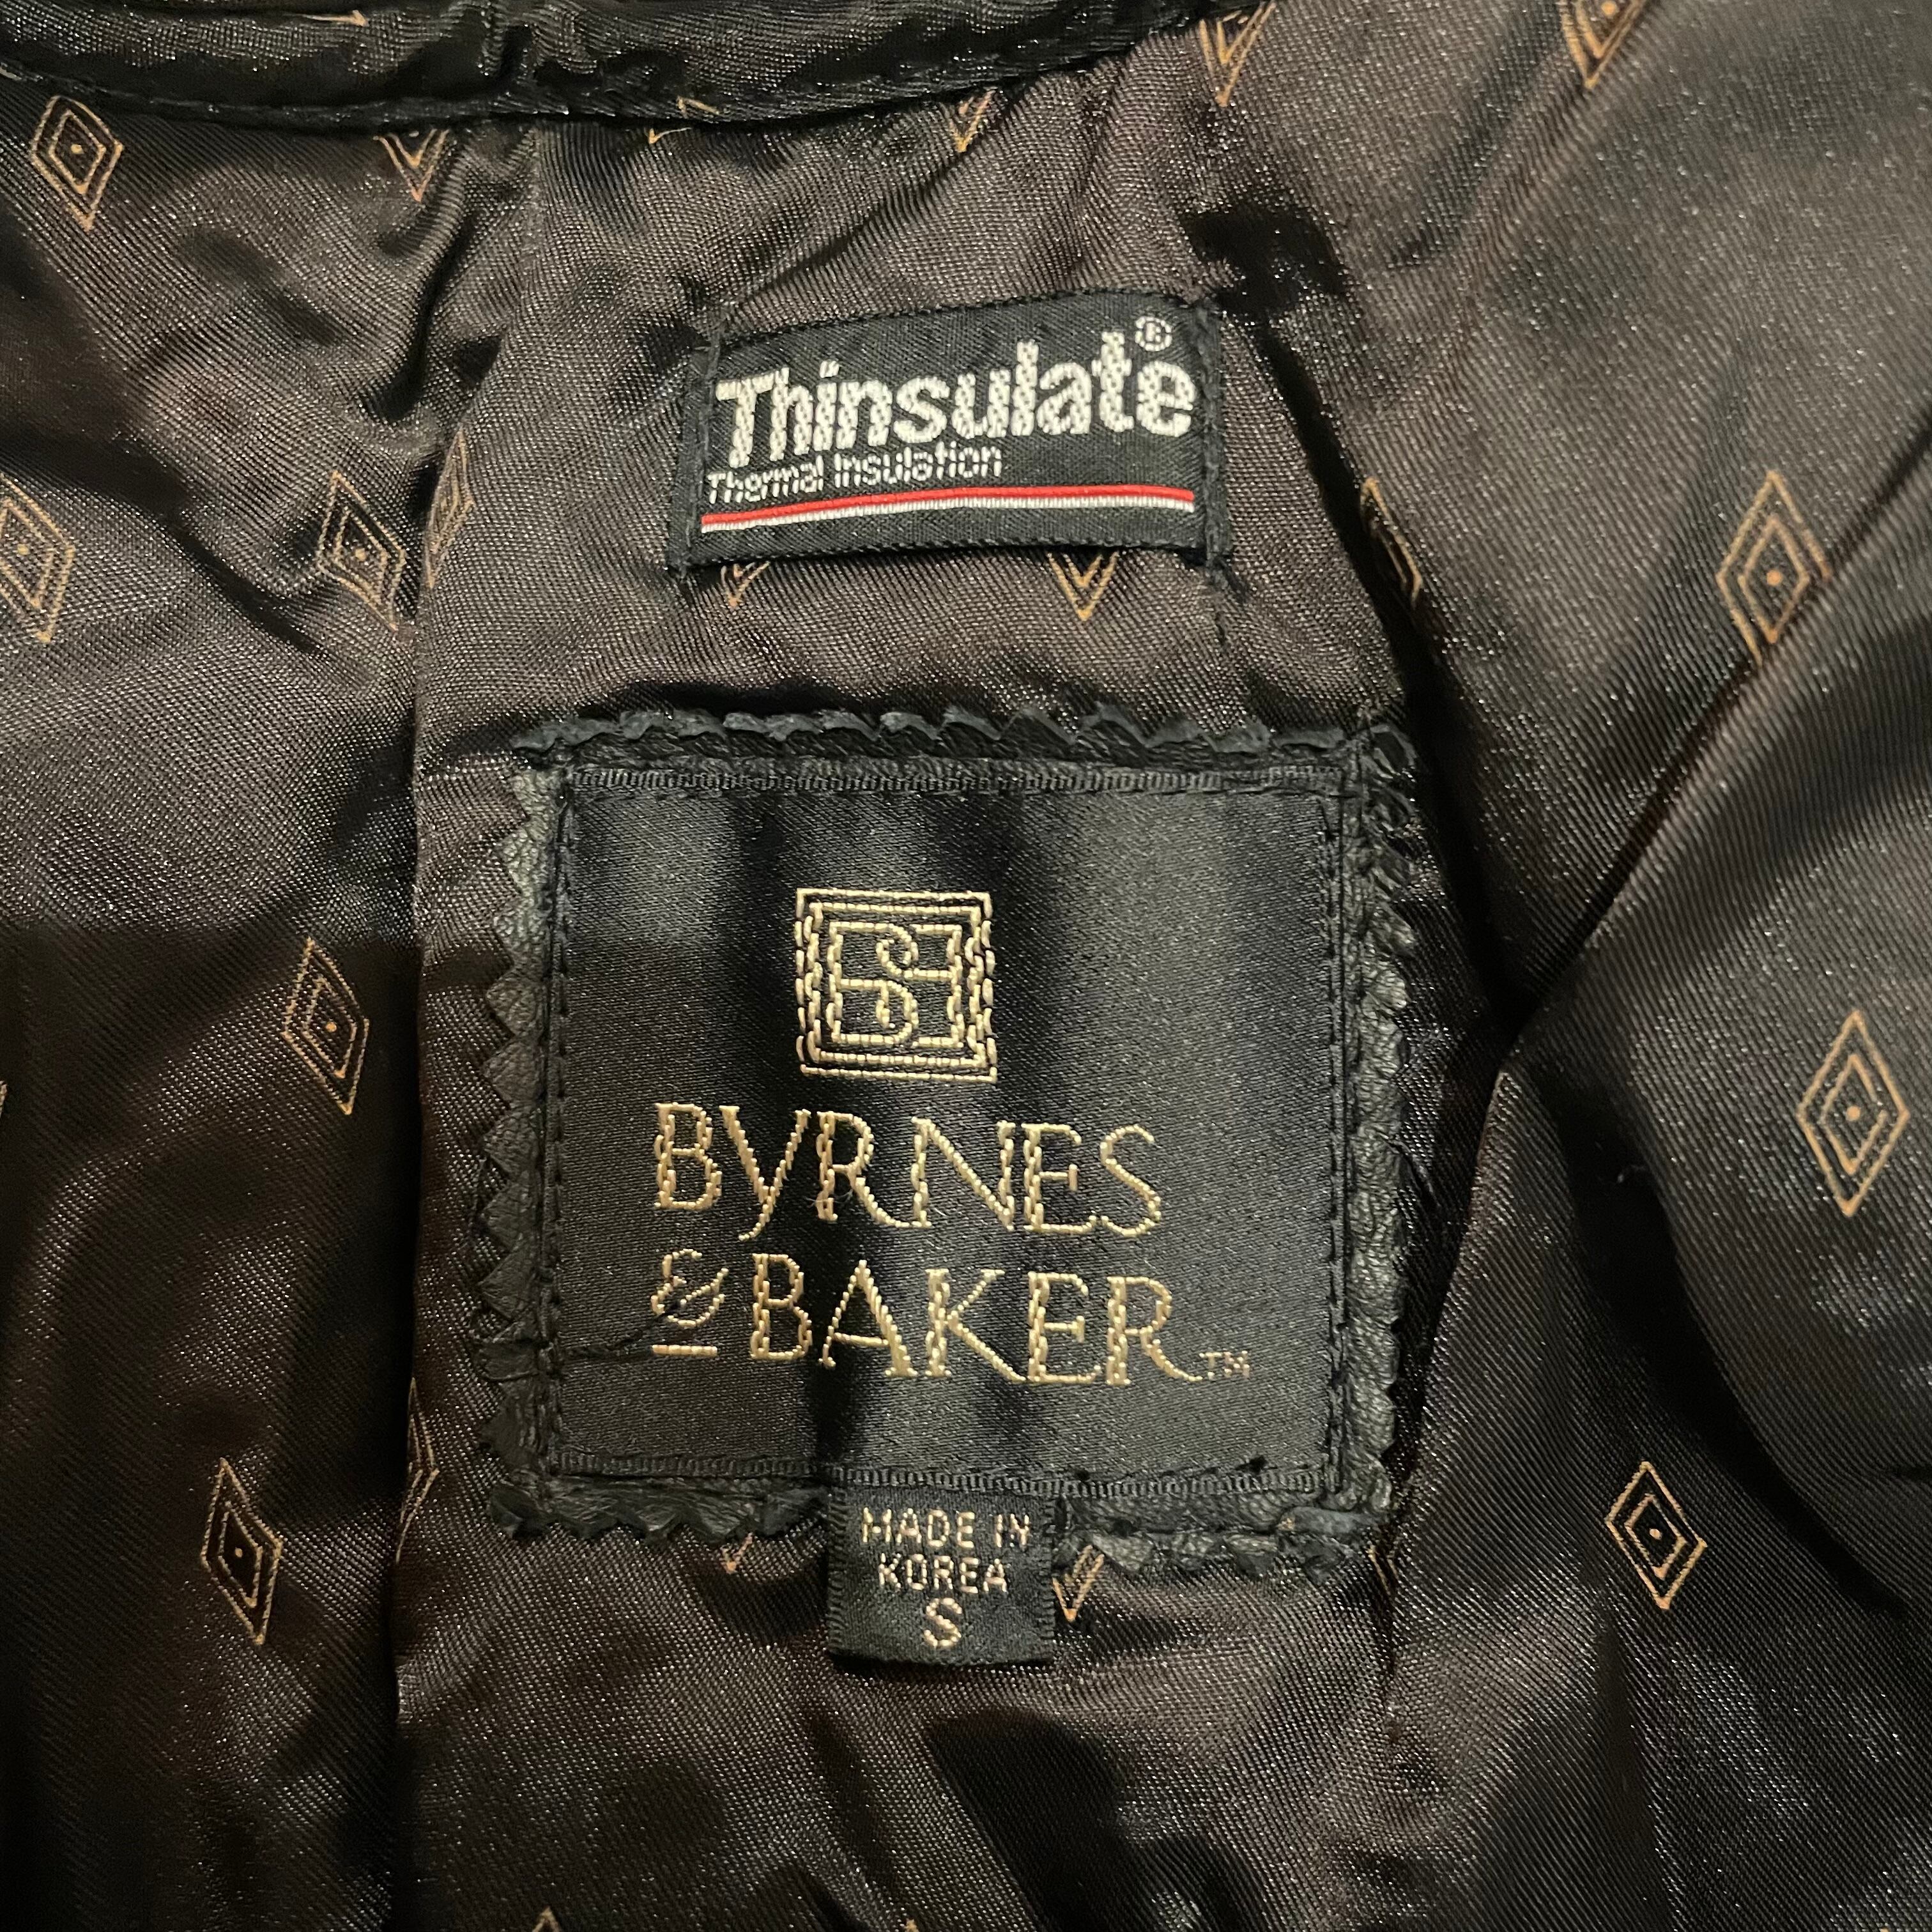 Thinsulate®
Thermal Insulation
BYRNES
& BAKER™
MADE IN
KOREA
S